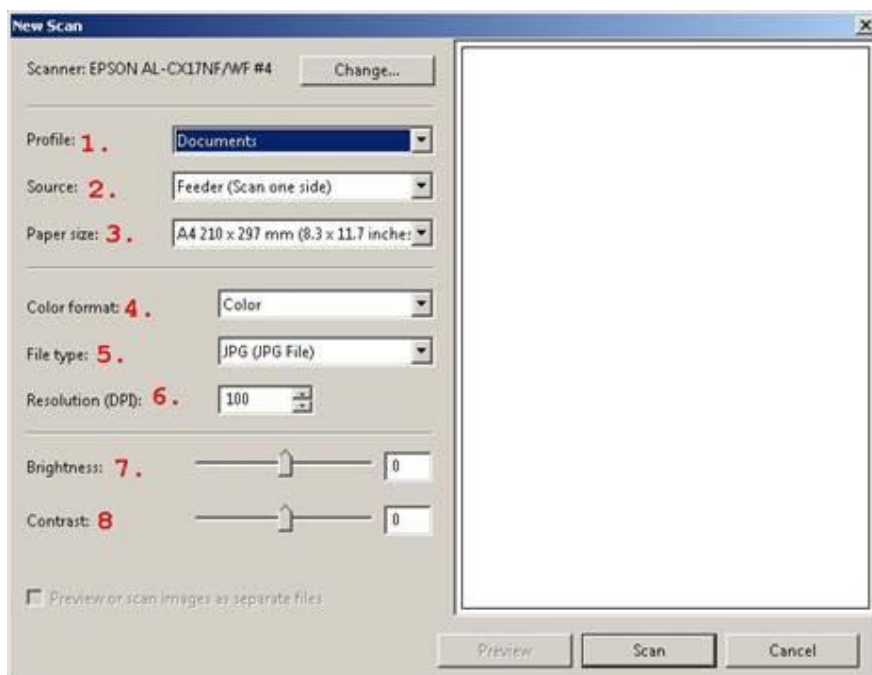 New Scan
Scanner: EPSON AL-CX17NF/WF #4 Change...
Profile: 1. Documents
Source: 2. Feeder (Scan one side)
Paper size: 3. A4 210 x 297 mm (8.3 x 11.7 inches
Color format: 4. Color
File type: 5. JPG (JPG File)
Resolution (DPI): 6. 100
Brightness: 7. 0
Contrast: 8 0
Preview or scan images as separate files
Preview Scan Cancel